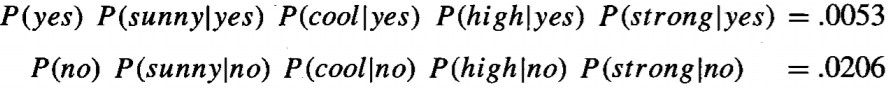 P(yes) P(sunny|yes) P(cool|yes) P(high|yes) P(strong|yes) = .0053
P(no) P(sunny|no) P(cool|no) P(high|no) P(strong|no) = .0206